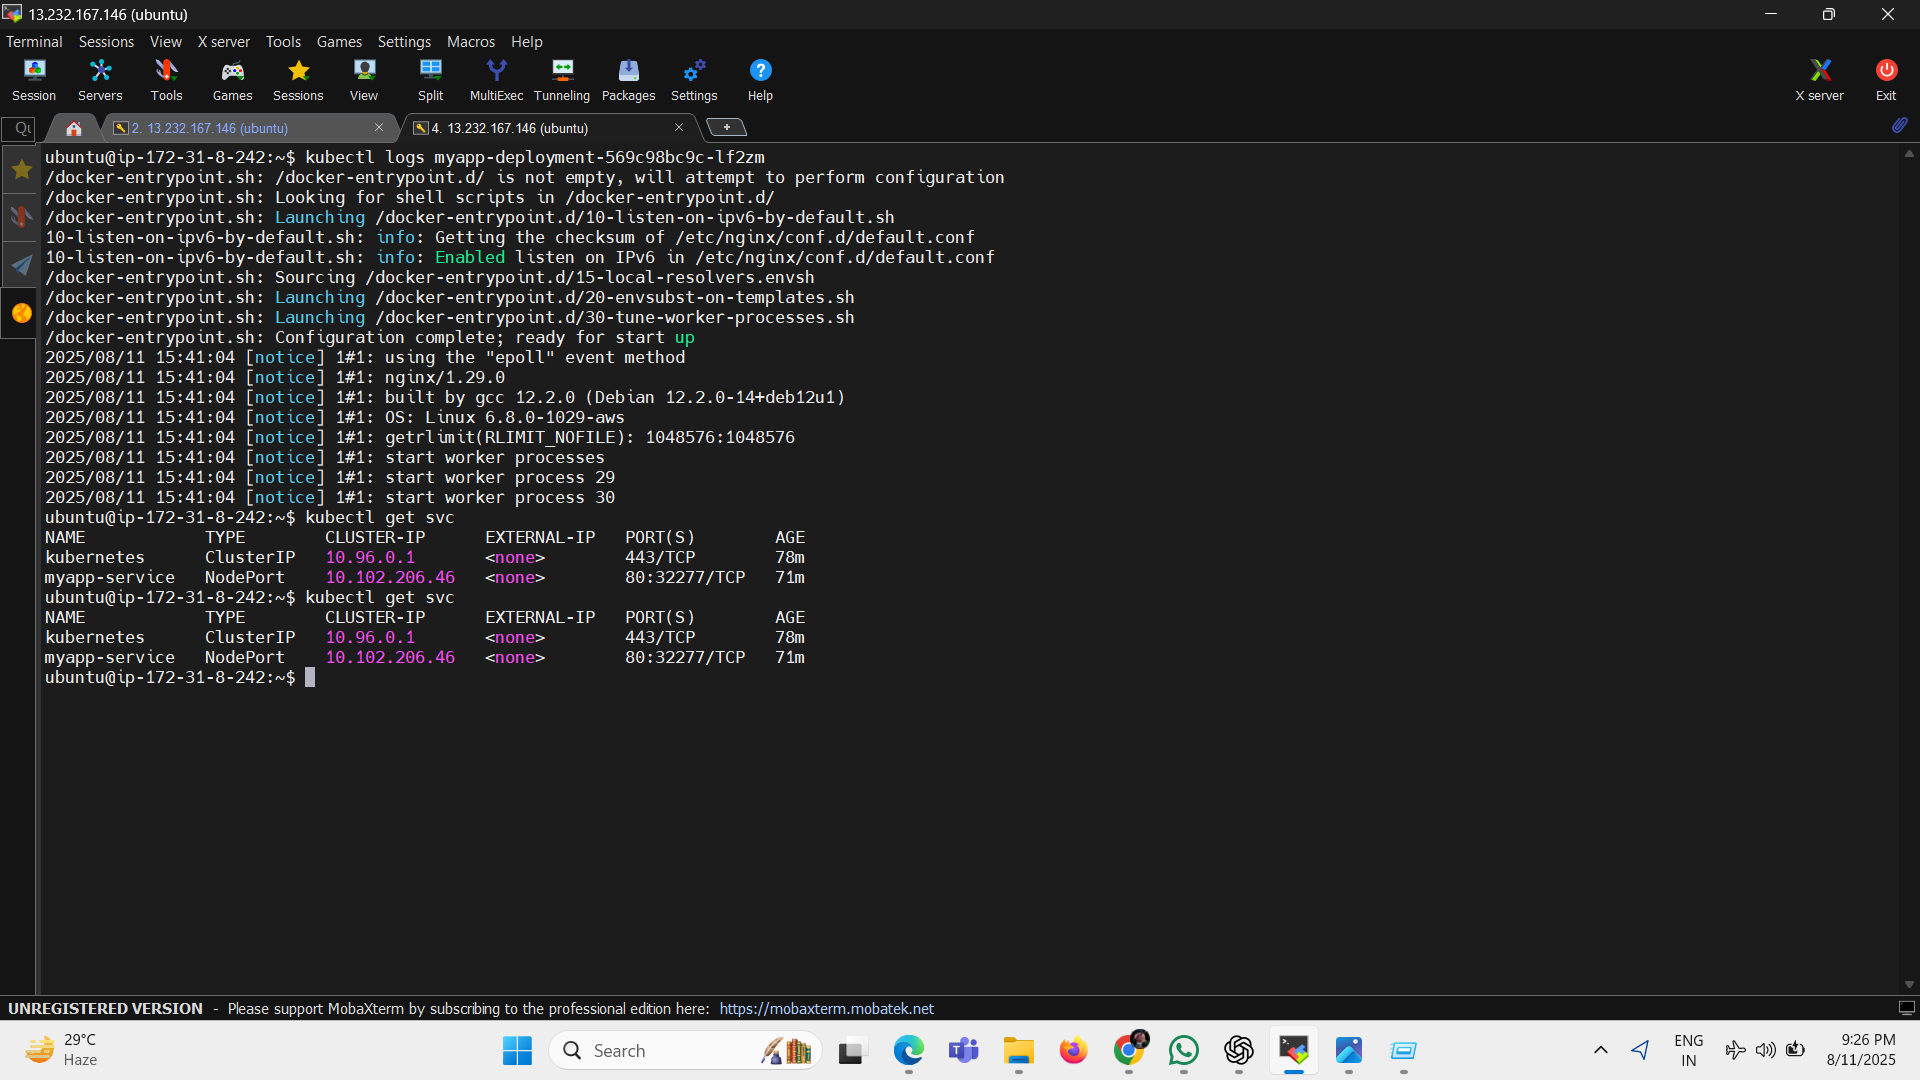 13.232.167.146 (ubuntu)
Terminal Sessions View X server Tools Games Settings Macros Help
Session Servers Tools Games Sessions View Split MultiExec Tunneling Packages Settings Help X server Exit
2. 13.232.167.146 (ubuntu) 4. 13.232.167.146 (ubuntu)
ubuntu@ip-172-31-8-242:~$ kubectl logs myapp-deployment-569c98bc9c-lf2zm
/docker-entrypoint.sh: /docker-entrypoint.d/ is not empty, will attempt to perform configuration
/docker-entrypoint.sh: Looking for shell scripts in /docker-entrypoint.d/
/docker-entrypoint.sh: Launching /docker-entrypoint.d/10-listen-on-ipv6-by-default.sh
10-listen-on-ipv6-by-default.sh: info: Getting the checksum of /etc/nginx/conf.d/default.conf
10-listen-on-ipv6-by-default.sh: info: Enabled listen on IPv6 in /etc/nginx/conf.d/default.conf
/docker-entrypoint.sh: Sourcing /docker-entrypoint.d/15-local-resolvers.envsh
/docker-entrypoint.sh: Launching /docker-entrypoint.d/20-envsubst-on-templates.sh
/docker-entrypoint.sh: Launching /docker-entrypoint.d/30-tune-worker-processes.sh
/docker-entrypoint.sh: Configuration complete; ready for start up
2025/08/11 15:41:04 [notice] 1#1: using the "epoll" event method
2025/08/11 15:41:04 [notice] 1#1: nginx/1.29.0
2025/08/11 15:41:04 [notice] 1#1: built by gcc 12.2.0 (Debian 12.2.0-14+deb12u1)
2025/08/11 15:41:04 [notice] 1#1: OS: Linux 6.8.0-1029-aws
2025/08/11 15:41:04 [notice] 1#1: getrlimit(RLIMIT_NOFILE): 1048576:1048576
2025/08/11 15:41:04 [notice] 1#1: start worker processes
2025/08/11 15:41:04 [notice] 1#1: start worker process 29
2025/08/11 15:41:04 [notice] 1#1: start worker process 30
ubuntu@ip-172-31-8-242:~$ kubectl get svc
NAME TYPE CLUSTER-IP EXTERNAL-IP PORT(S) AGE
kubernetes ClusterIP 10.96.0.1 <none> 443/TCP 78m
myapp-service NodePort 10.102.206.46 <none> 80:32277/TCP 71m
ubuntu@ip-172-31-8-242:~$ kubectl get svc
NAME TYPE CLUSTER-IP EXTERNAL-IP PORT(S) AGE
kubernetes ClusterIP 10.96.0.1 <none> 443/TCP 78m
myapp-service NodePort 10.102.206.46 <none> 80:32277/TCP 71m
ubuntu@ip-172-31-8-242:~$
UNREGISTERED VERSION - Please support MobaXterm by subscribing to the professional edition here: https://mobaxterm.mobatek.net
29°C
Haze
Search
ENG
IN
9:26 PM
8/11/2025